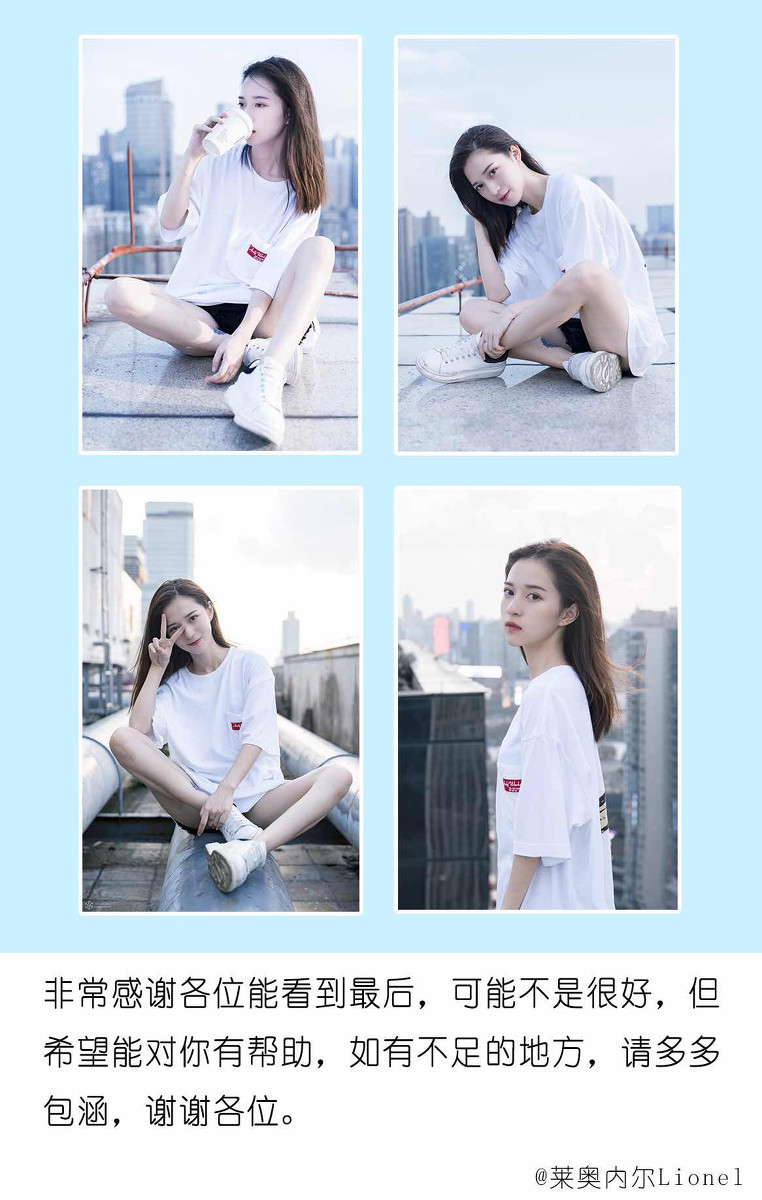 非常感谢各位能看到最后，可能不是很好，但
希望能对你有帮助，如有不足的地方，请多多
包涵，谢谢各位。
@莱奥内尔Lionel